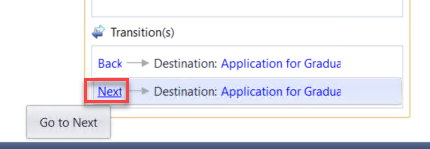 Transition(s)
Back Destination: Application for Gradua
Next Destination: Application for Gradua
Go to Next